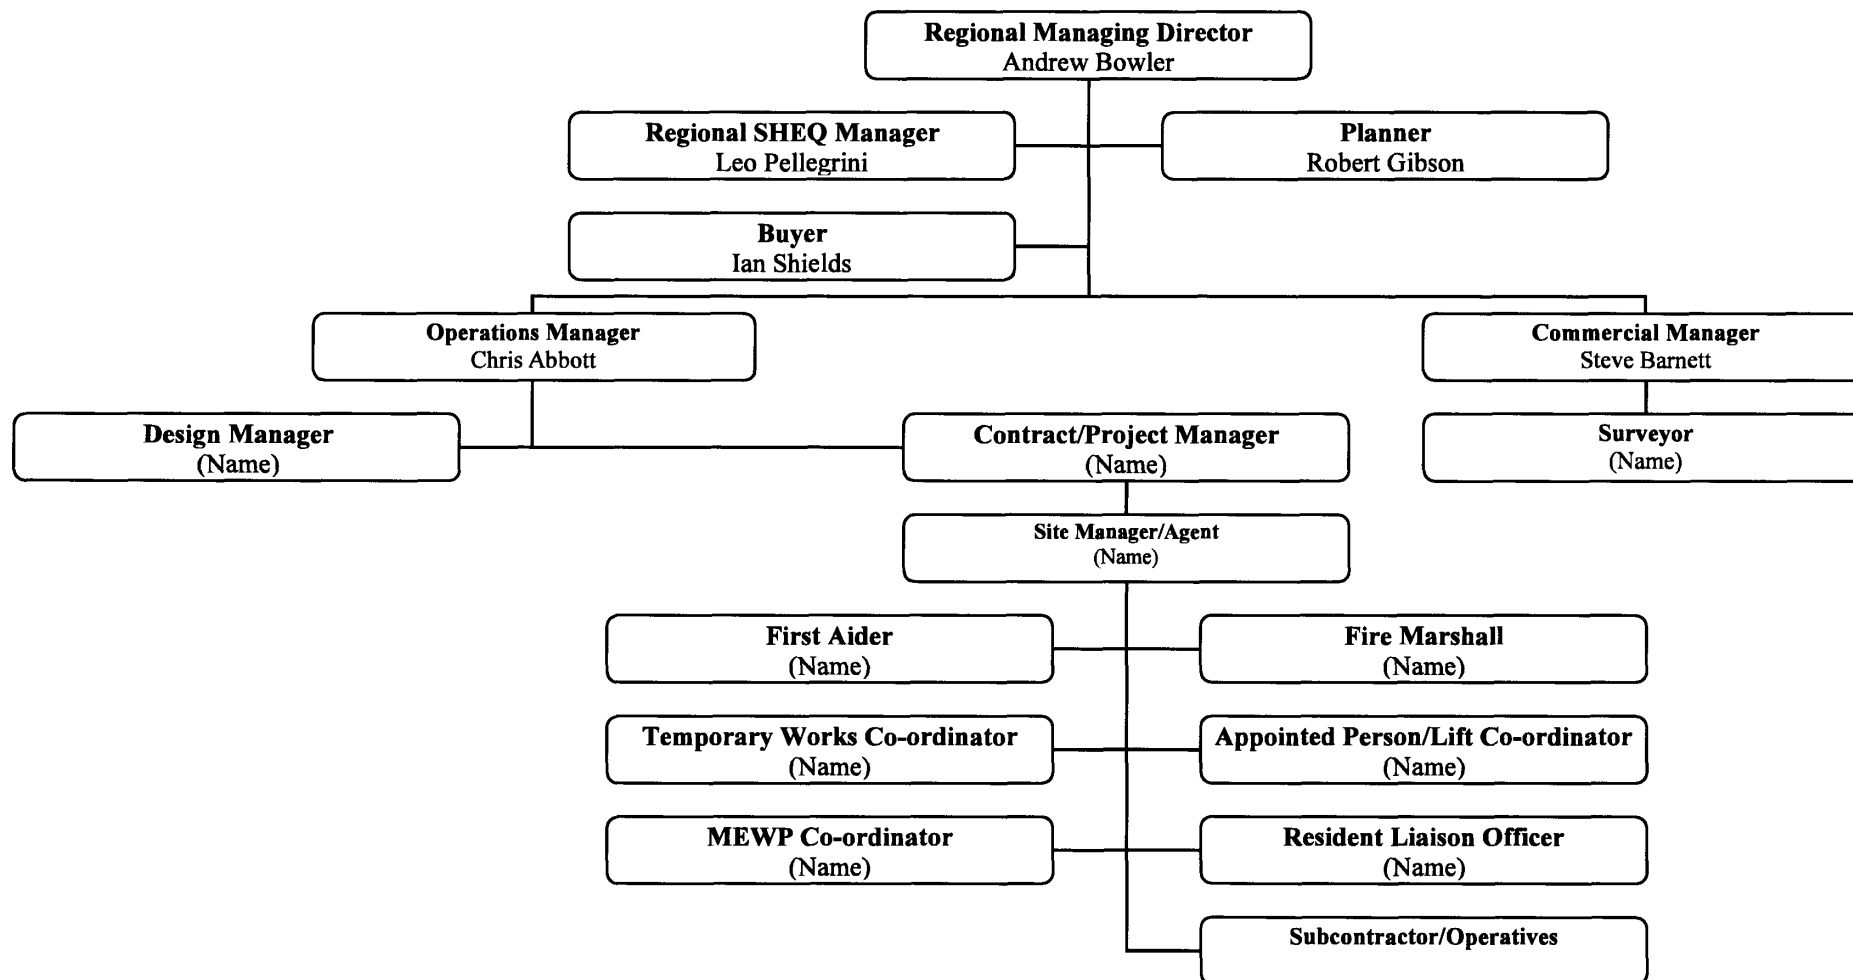 Regional Managing Director
Andrew Bowler
Regional SHEQ Manager
Leo Pellegrini
Planner
Robert Gibson
Buyer
Ian Shields
Operations Manager
Chris Abbott
Commercial Manager
Steve Barnett
Design Manager
(Name)
Contract/Project Manager
(Name)
Surveyor
(Name)
Site Manager/Agent
(Name)
First Aider
(Name)
Fire Marshall
(Name)
Temporary Works Co-ordinator
(Name)
Appointed Person/Lift Co-ordinator
(Name)
MEWP Co-ordinator
(Name)
Resident Liaison Officer
(Name)
Subcontractor/Operatives